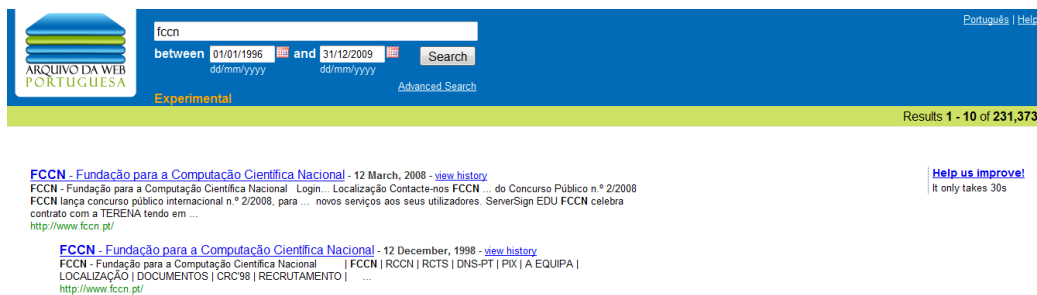 ARQUIVO DA WEB
PORTUGUESA
fccn
between 01/01/1996 and 31/12/2009 Search
dd/mm/yyyy dd/mm/yyyy
Advanced Search
Experimental
Português | Help
Results 1 - 10 of 231,373
FCCN - Fundação para a Computação Científica Nacional - 12 March, 2008 - view history
FCCN - Fundação para a Computação Científica Nacional Login... Localização Contacte-nos FCCN ... do Concurso Público n.º 2/2008
FCCN lança concurso público internacional n.º 2/2008, para ... novos serviços aos seus utilizadores. ServerSign EDU FCCN celebra
contrato com a TERENA tendo em ...
http://www.fccn.pt/
Help us improve!
It only takes 30s
FCCN - Fundação para a Computação Científica Nacional - 12 December, 1998 - view history
FCCN - Fundação para a Computação Científica Nacional | FCCN | RCCN | RCTS | DNS-PT | PIX | A EQUIPA |
LOCALIZAÇÃO | DOCUMENTOS | CRC'98 | RECRUTAMENTO | ...
http://www.fccn.pt/